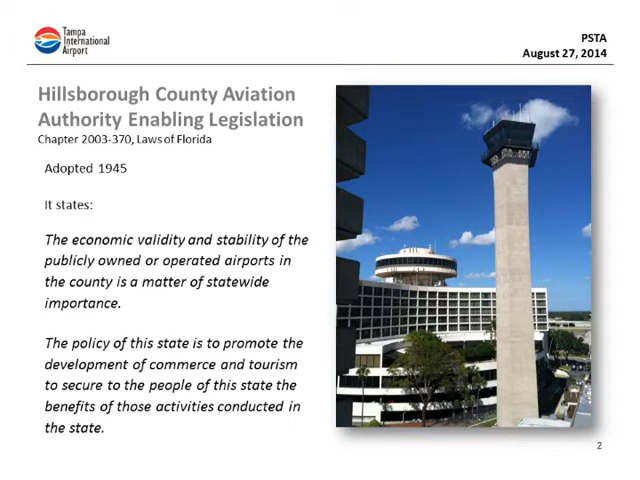 Tampa
International
Airport
PSTA
August 27, 2014
Hillsborough County Aviation
Authority Enabling Legislation
Chapter 2003-370, Laws of Florida
Adopted 1945
It states:
The economic validity and stability of the
publicly owned or operated airports in
the county is a matter of statewide
importance.
The policy of this state is to promote the
development of commerce and tourism
to secure to the people of this state the
benefits of those activities conducted in
the state.
2